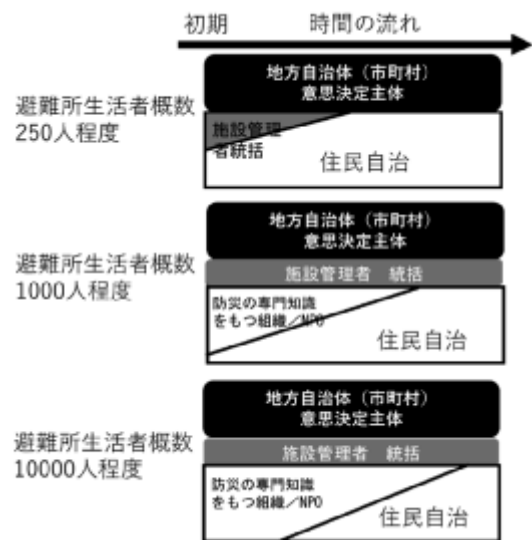 初期 時間の流れ
地方自治体（市町村）
意思決定主体
避難所生活者概数
250人程度
施設管理
者統括
住民自治
地方自治体（市町村）
意思決定主体
避難所生活者概数
1000人程度
施設管理者 統括
防災の専門知識
をもつ組織／NPO
住民自治
地方自治体（市町村）
意思決定主体
避難所生活者概数
10000人程度
施設管理者 統括
防災の専門知識
をもつ組織／NPO
住民自治